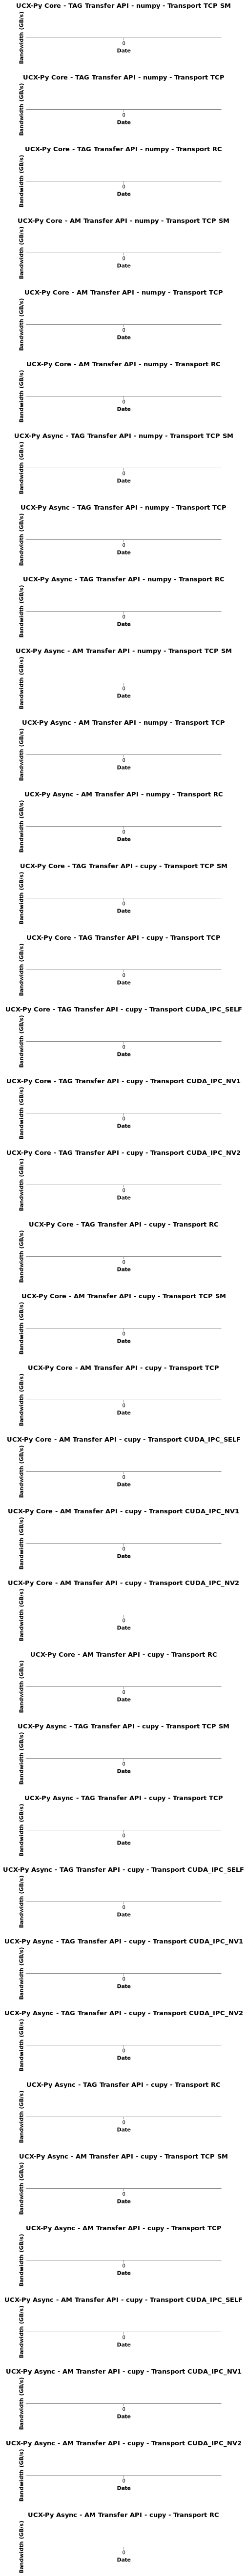 UCX-Py Core - TAG Transfer API - numpy - Transport TCP SM
Bandwidth (GB/s)
0
Date
UCX-Py Core - TAG Transfer API - numpy - Transport TCP
Bandwidth (GB/s)
0
Date
UCX-Py Core - TAG Transfer API - numpy - Transport RC
Bandwidth (GB/s)
0
Date
UCX-Py Core - AM Transfer API - numpy - Transport TCP SM
Bandwidth (GB/s)
0
Date
UCX-Py Core - AM Transfer API - numpy - Transport TCP
Bandwidth (GB/s)
0
Date
UCX-Py Core - AM Transfer API - numpy - Transport RC
Bandwidth (GB/s)
0
Date
UCX-Py Async - TAG Transfer API - numpy - Transport TCP SM
Bandwidth (GB/s)
0
Date
UCX-Py Async - TAG Transfer API - numpy - Transport TCP
Bandwidth (GB/s)
0
Date
UCX-Py Async - TAG Transfer API - numpy - Transport RC
Bandwidth (GB/s)
0
Date
UCX-Py Async - AM Transfer API - numpy - Transport TCP SM
Bandwidth (GB/s)
0
Date
UCX-Py Async - AM Transfer API - numpy - Transport TCP
Bandwidth (GB/s)
0
Date
UCX-Py Async - AM Transfer API - numpy - Transport RC
Bandwidth (GB/s)
0
Date
UCX-Py Core - TAG Transfer API - cupy - Transport TCP SM
Bandwidth (GB/s)
0
Date
UCX-Py Core - TAG Transfer API - cupy - Transport TCP
Bandwidth (GB/s)
0
Date
UCX-Py Core - TAG Transfer API - cupy - Transport CUDA_IPC_SELF
Bandwidth (GB/s)
0
Date
UCX-Py Core - TAG Transfer API - cupy - Transport CUDA_IPC_NV1
Bandwidth (GB/s)
0
Date
UCX-Py Core - TAG Transfer API - cupy - Transport CUDA_IPC_NV2
Bandwidth (GB/s)
0
Date
UCX-Py Core - TAG Transfer API - cupy - Transport RC
Bandwidth (GB/s)
0
Date
UCX-Py Core - AM Transfer API - cupy - Transport TCP SM
Bandwidth (GB/s)
0
Date
UCX-Py Core - AM Transfer API - cupy - Transport TCP
Bandwidth (GB/s)
0
Date
UCX-Py Core - AM Transfer API - cupy - Transport CUDA_IPC_SELF
Bandwidth (GB/s)
0
Date
UCX-Py Core - AM Transfer API - cupy - Transport CUDA_IPC_NV1
Bandwidth (GB/s)
0
Date
UCX-Py Core - AM Transfer API - cupy - Transport CUDA_IPC_NV2
Bandwidth (GB/s)
0
Date
UCX-Py Core - AM Transfer API - cupy - Transport RC
Bandwidth (GB/s)
0
Date
UCX-Py Async - TAG Transfer API - cupy - Transport TCP SM
Bandwidth (GB/s)
0
Date
UCX-Py Async - TAG Transfer API - cupy - Transport TCP
Bandwidth (GB/s)
0
Date
UCX-Py Async - TAG Transfer API - cupy - Transport CUDA_IPC_SELF
Bandwidth (GB/s)
0
Date
UCX-Py Async - TAG Transfer API - cupy - Transport CUDA_IPC_NV1
Bandwidth (GB/s)
0
Date
UCX-Py Async - TAG Transfer API - cupy - Transport CUDA_IPC_NV2
Bandwidth (GB/s)
0
Date
UCX-Py Async - TAG Transfer API - cupy - Transport RC
Bandwidth (GB/s)
0
Date
UCX-Py Async - AM Transfer API - cupy - Transport TCP SM
Bandwidth (GB/s)
0
Date
UCX-Py Async - AM Transfer API - cupy - Transport TCP
Bandwidth (GB/s)
0
Date
UCX-Py Async - AM Transfer API - cupy - Transport CUDA_IPC_SELF
Bandwidth (GB/s)
0
Date
UCX-Py Async - AM Transfer API - cupy - Transport CUDA_IPC_NV1
Bandwidth (GB/s)
0
Date
UCX-Py Async - AM Transfer API - cupy - Transport CUDA_IPC_NV2
Bandwidth (GB/s)
0
Date
UCX-Py Async - AM Transfer API - cupy - Transport RC
Bandwidth (GB/s)
0
Date